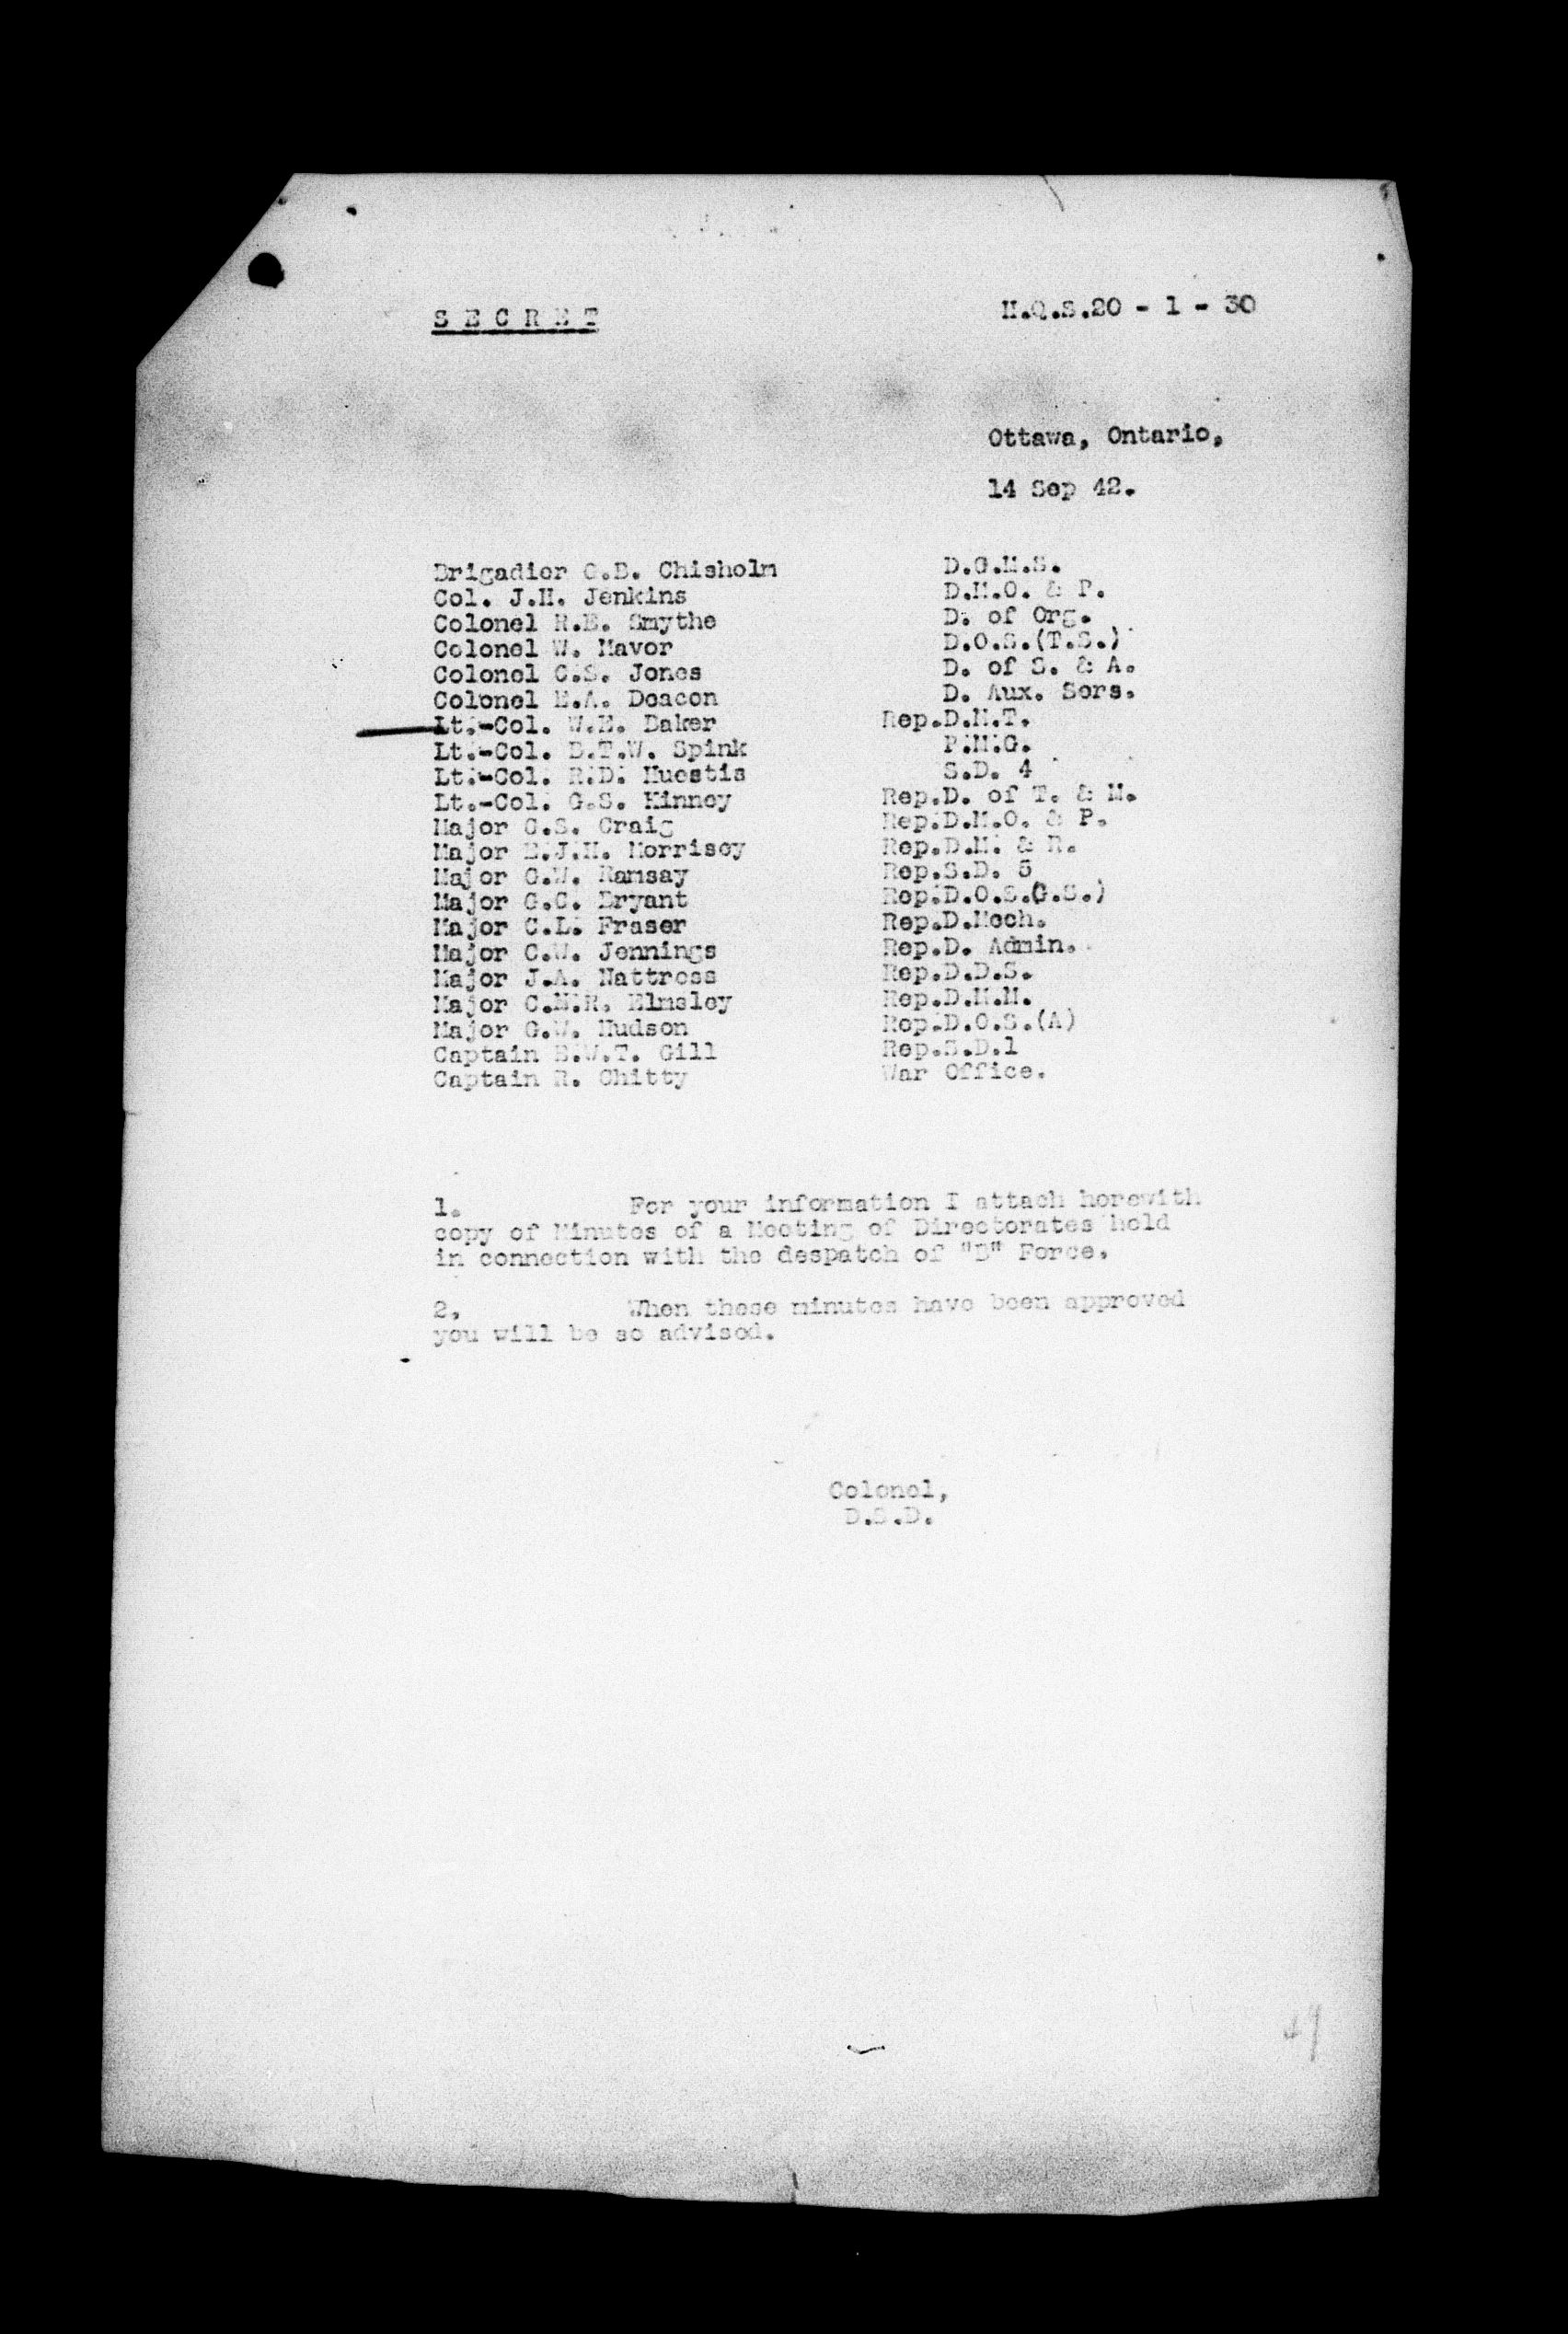 S E C R E T
H.Q.S.20 - 1 - 30
Ottawa, Ontario,
14 Sep 42.
Brigadier G.B. Chisholm D.G.M.S.
Col. J.H. Jenkins D.M.O. & P.
Colonel R.E. Smythe D. of Org.
Colonel W. Mavor D.O.S.(T.S.)
Colonel C.S. Jones D. of S. & A.
Colonel E.A. Deacon D. Aux. Sers.
Lt.-Col. W.E. Baker Rep.D.M.T.
Lt.-Col. B.T.W. Spink P.M.G.
Lt.-Col. R.D. Huestis S.D. 4
Lt.-Col. G.S. Kinney Rep.D. of T. & M.
Major C.S. Craig Rep.D.M.O. & P.
Major E.J.H. Morrisey Rep.D.M. & R.
Major G.W. Ramsay Rep.S.D. 5
Major G.C. Bryant Rep.D.O.S.(G.S.)
Major C.L. Fraser Rep.D.Mech.
Major C.W. Jennings Rep.D. Admin.
Major J.A. Nattress Rep.D.D.S.
Major C.M.R. Elmsley Rep.D.M.M.
Major G.W. Hudson Rep.D.O.S.(A)
Captain E.W.T. Gill Rep.S.D.1
Captain R. Chitty War Office.
1. For your information I attach herewith
copy of Minutes of a Meeting of Directorates held
in connection with the despatch of "B" Force.
2. When these minutes have been approved
you will be so advised.
Colonel,
D.S.D.